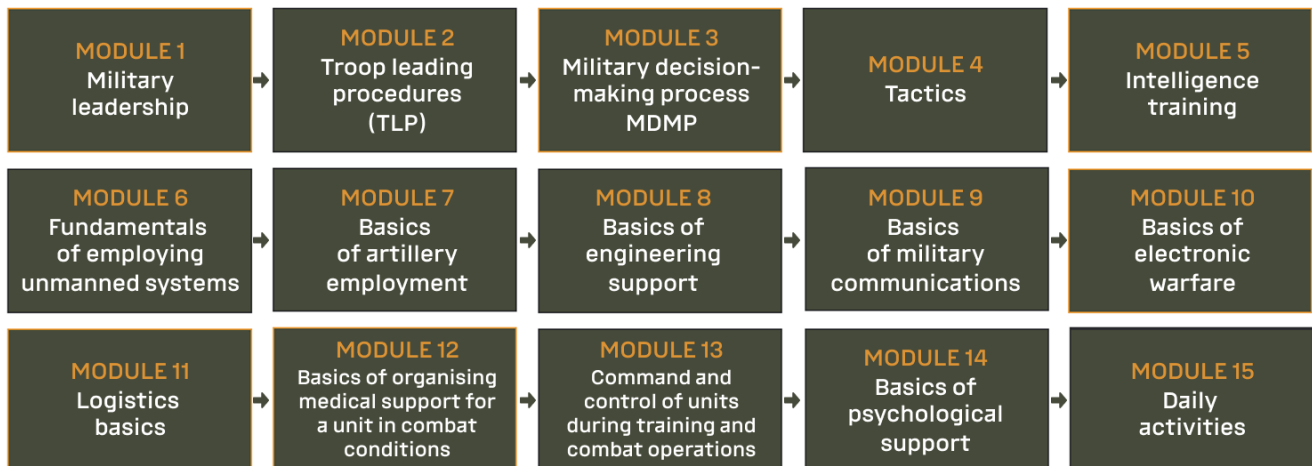 MODULE 1
Military
leadership
MODULE 2
Troop leading
procedures
(TLP)
MODULE 3
Military decision-
making process
MDMP
MODULE 4
Tactics
MODULE 5
Intelligence
training
MODULE 6
Fundamentals
of employing
unmanned systems
MODULE 7
Basics
of artillery
employment
MODULE 8
Basics of
engineering
support
MODULE 9
Basics
of military
communications
MODULE 10
Basics of
electronic
warfare
MODULE 11
Logistics
basics
MODULE 12
Basics of organising
medical support for
a unit in combat
conditions
MODULE 13
Command and
control of units
during training and
combat operations
MODULE 14
Basics of
psychological
support
MODULE 15
Daily
activities